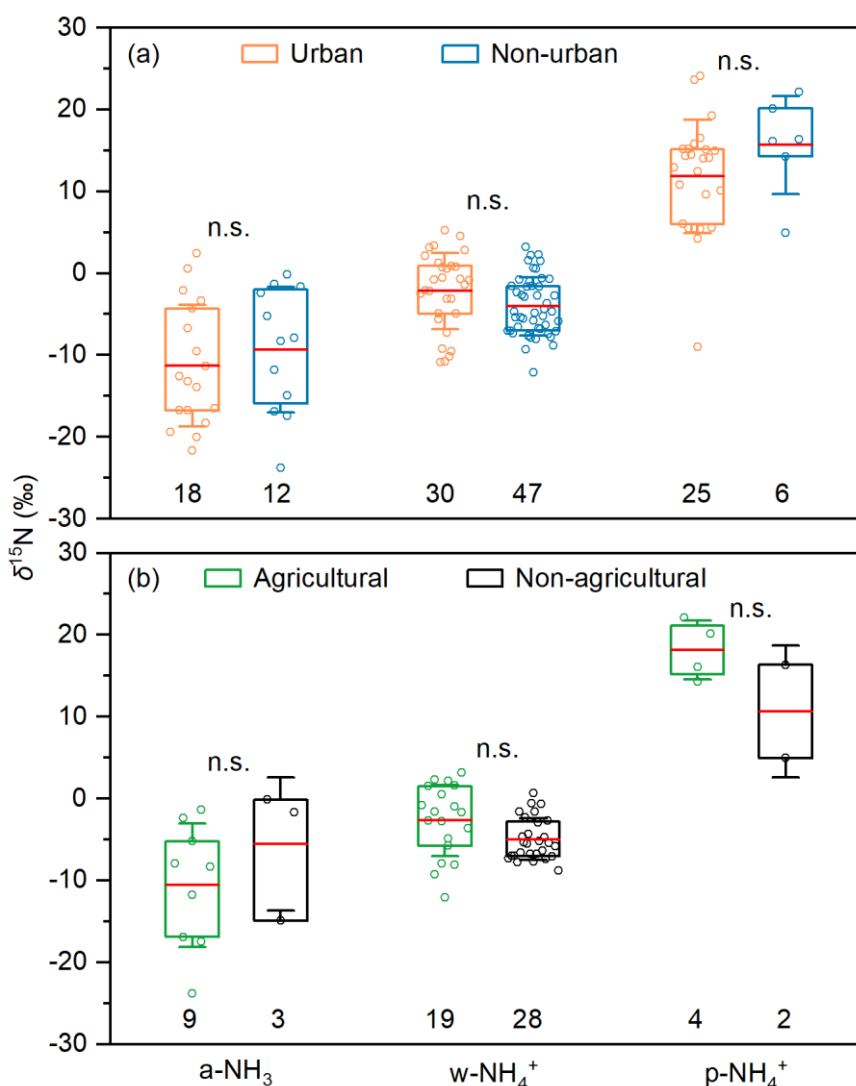 δ¹⁵N (‰)
(a) Urban Non-urban
30
20
10
0
-10
-20
-30
n.s. n.s. n.s.
18 12 30 47 25 6
(b) Agricultural Non-agricultural
30
20
10
0
-10
-20
-30
n.s. n.s. n.s.
9 3 19 28 4 2
a-NH₃ w-NH₄⁺ p-NH₄⁺